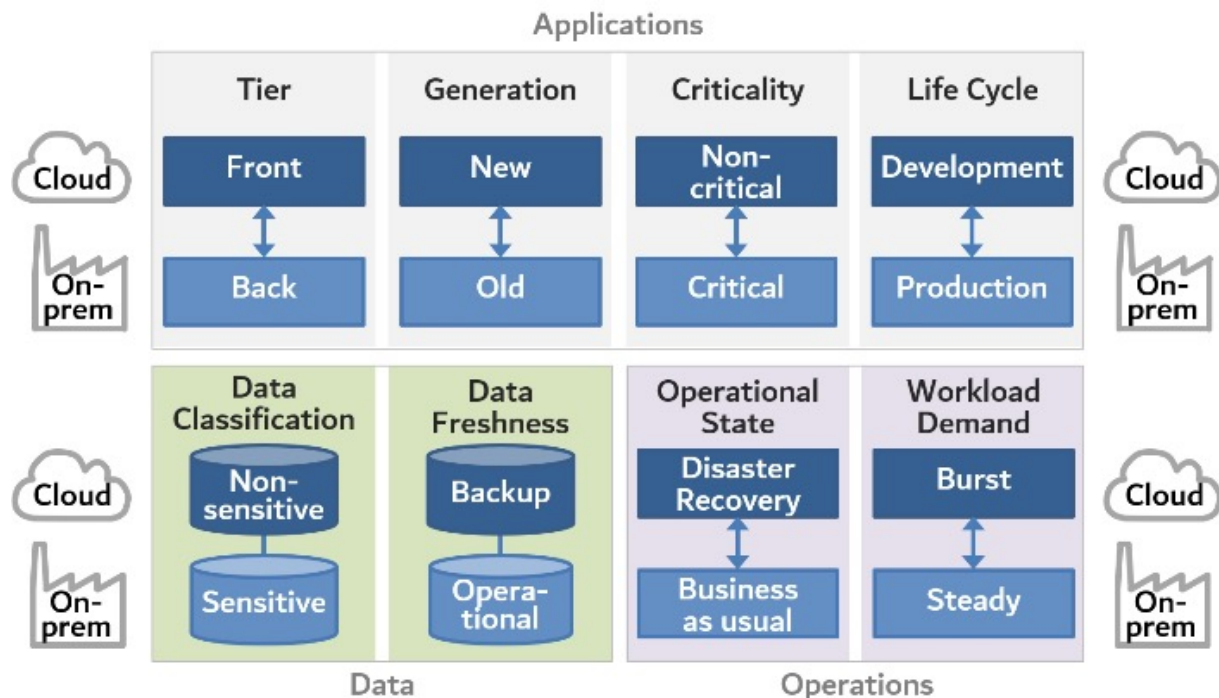 Applications
Tier
Generation
Criticality
Life Cycle
Cloud
Front
New
Non-
critical
Development
Cloud
On-
prem
Back
Old
Critical
Production
On-
prem
Data
Classification
Data
Freshness
Operational
State
Workload
Demand
Cloud
Non-
sensitive
Backup
Disaster
Recovery
Burst
Cloud
On-
prem
Sensitive
Opera-
tional
Business
as usual
Steady
On-
prem
Data
Operations